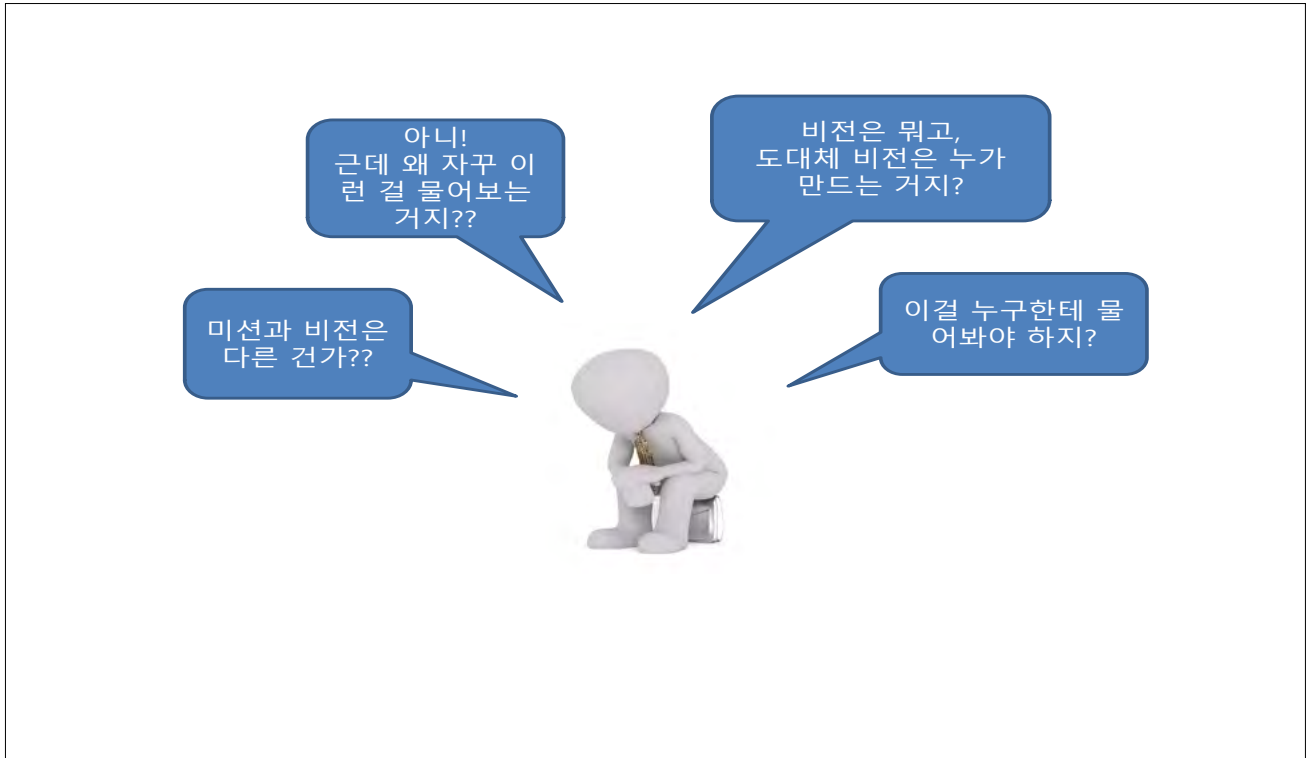 아니!
근데 왜 자꾸 이
런 걸 물어보는
거지??
비전은 뭐고,
도대체 비전은 누가
만드는 거지?
미션과 비전은
다른 건가??
이걸 누구한테 물
어봐야 하지?